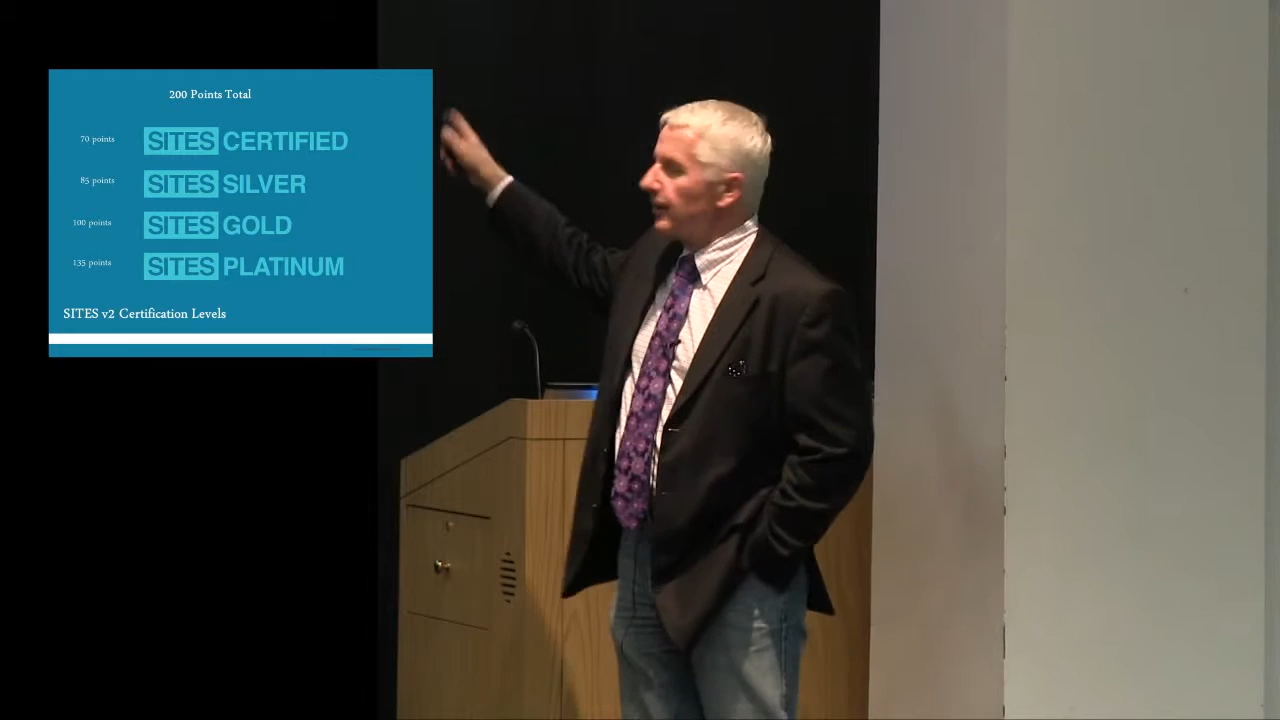 200 Points Total
70 points SITES CERTIFIED
85 points SITES SILVER
100 points SITES GOLD
135 points SITES PLATINUM
SITES v2 Certification Levels